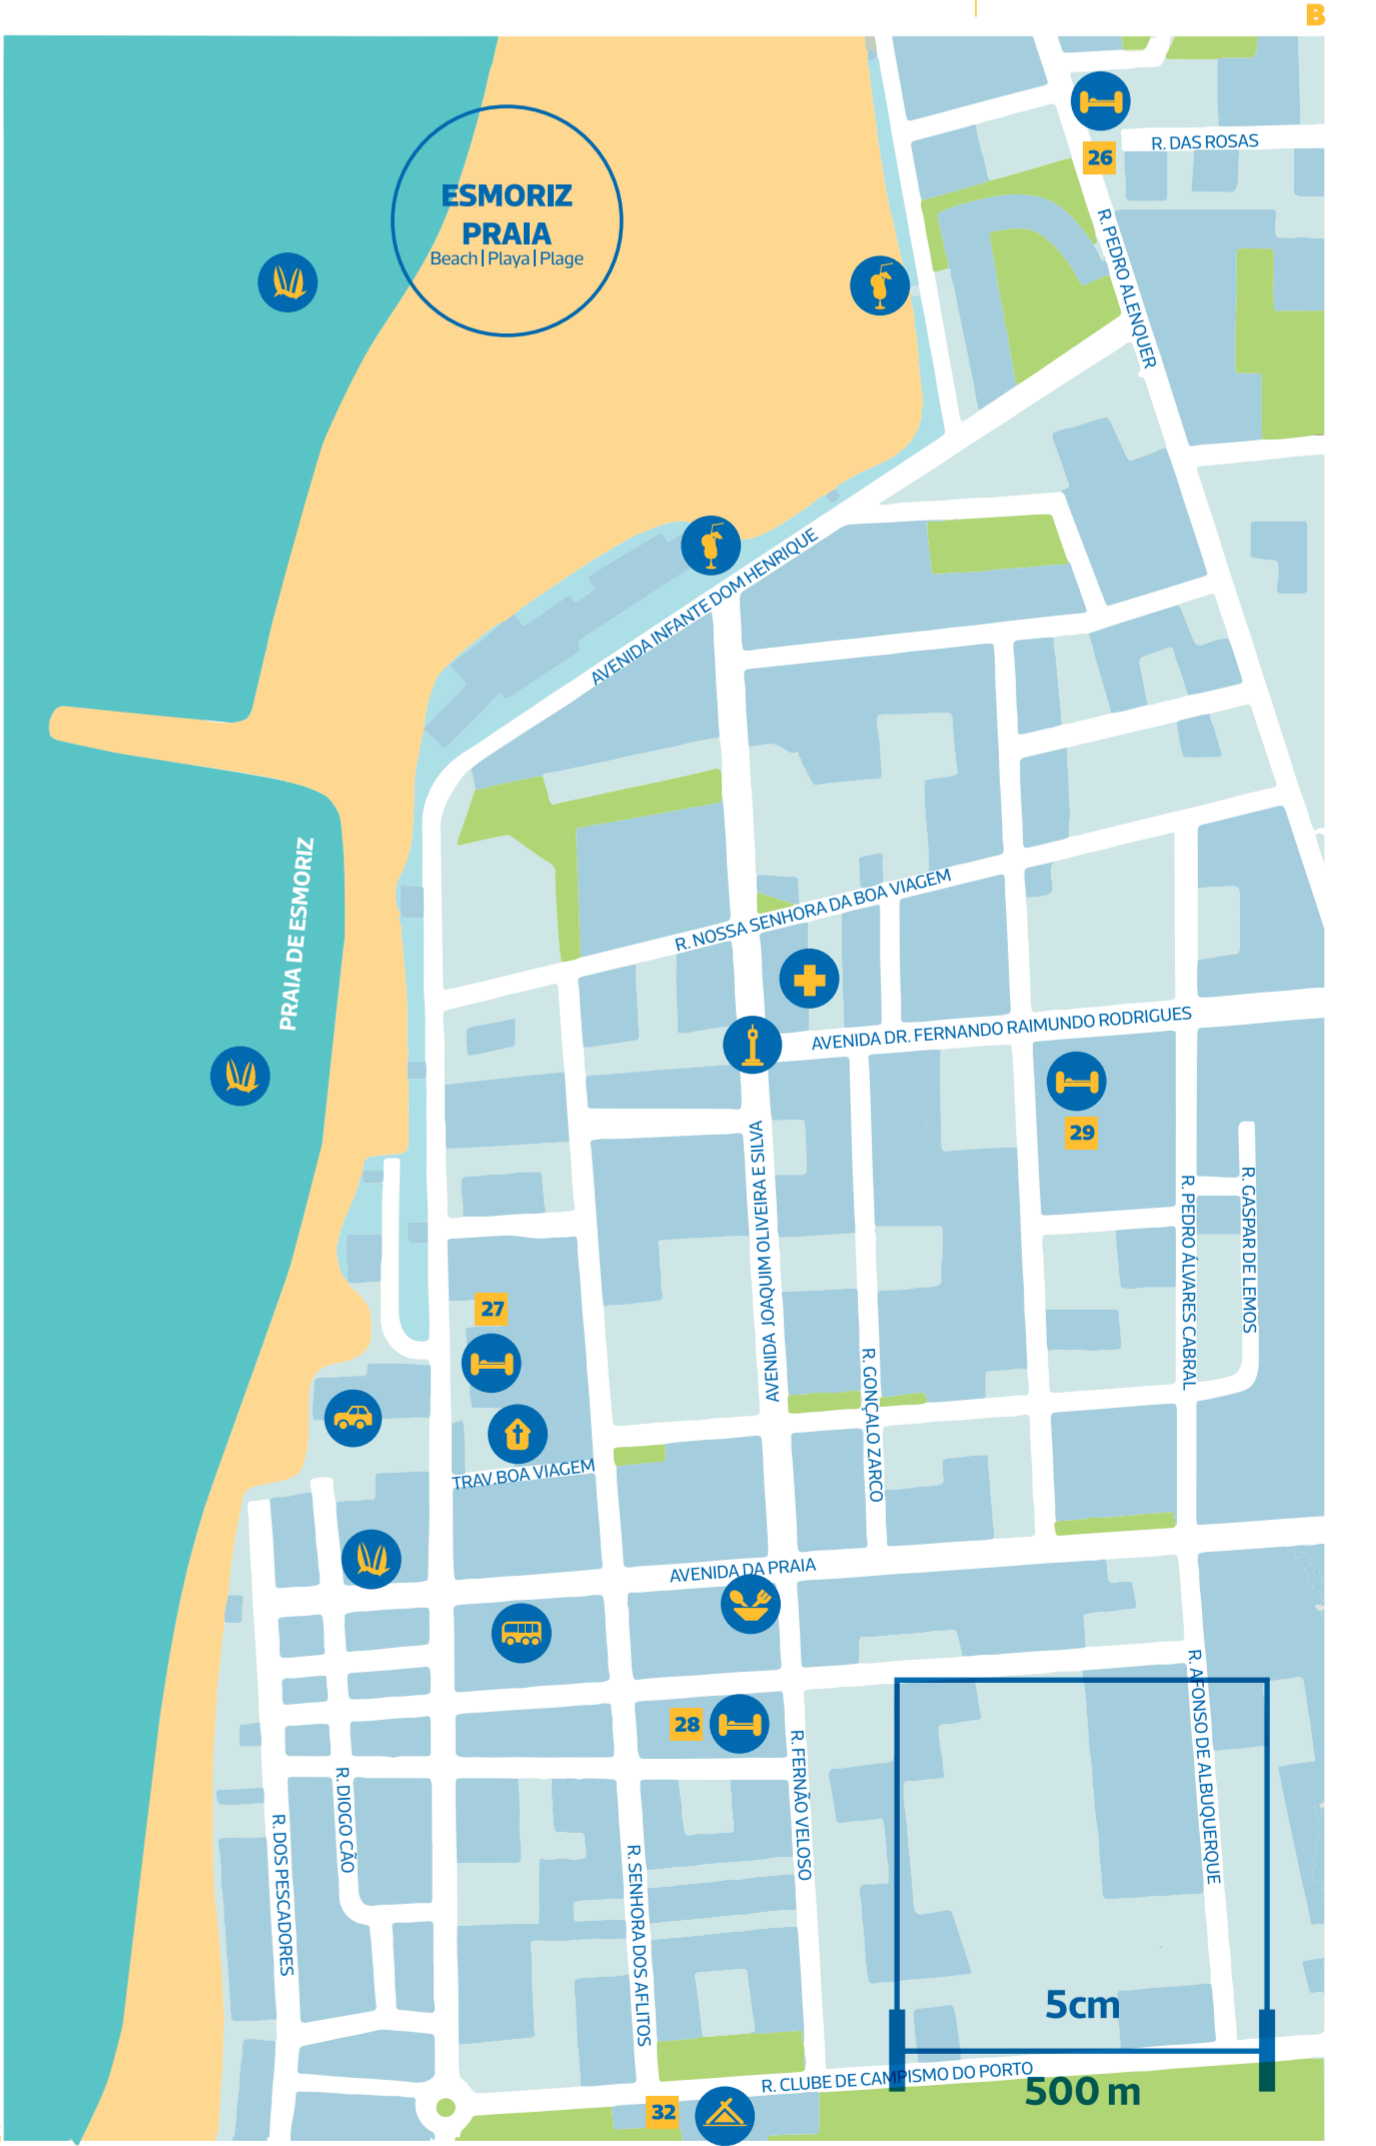 B
26
R. DAS ROSAS
ESMORIZ
PRAIA
Beach|Playa|Plage
R. PEDRO ALENQUER
AVENIDA INFANTE DOM HENRIQUE
PRAIA DE ESMORIZ
R. NOSSA SENHORA DA BOA VIAGEM
AVENIDA DR. FERNANDO RAIMUNDO RODRIGUES
29
AVENIDA JOAQUIM OLIVEIRA E SILVA
R. PEDRO ÁLVARES CABRAL
R. GASPAR DE LEMOS
27
R. GONÇALO ZARCO
TRAV.BOA VIAGEM
AVENIDA DA PRAIA
28
R. AFONSO DE ALBUQUERQUE
R. FERNÃO VELOSO
R. DIOGO CÃO
R. DOS PESCADORES
R. SENHORA DOS AFLITOS
5cm
500 m
R. CLUBE DE CAMPISMO DO PORTO
32